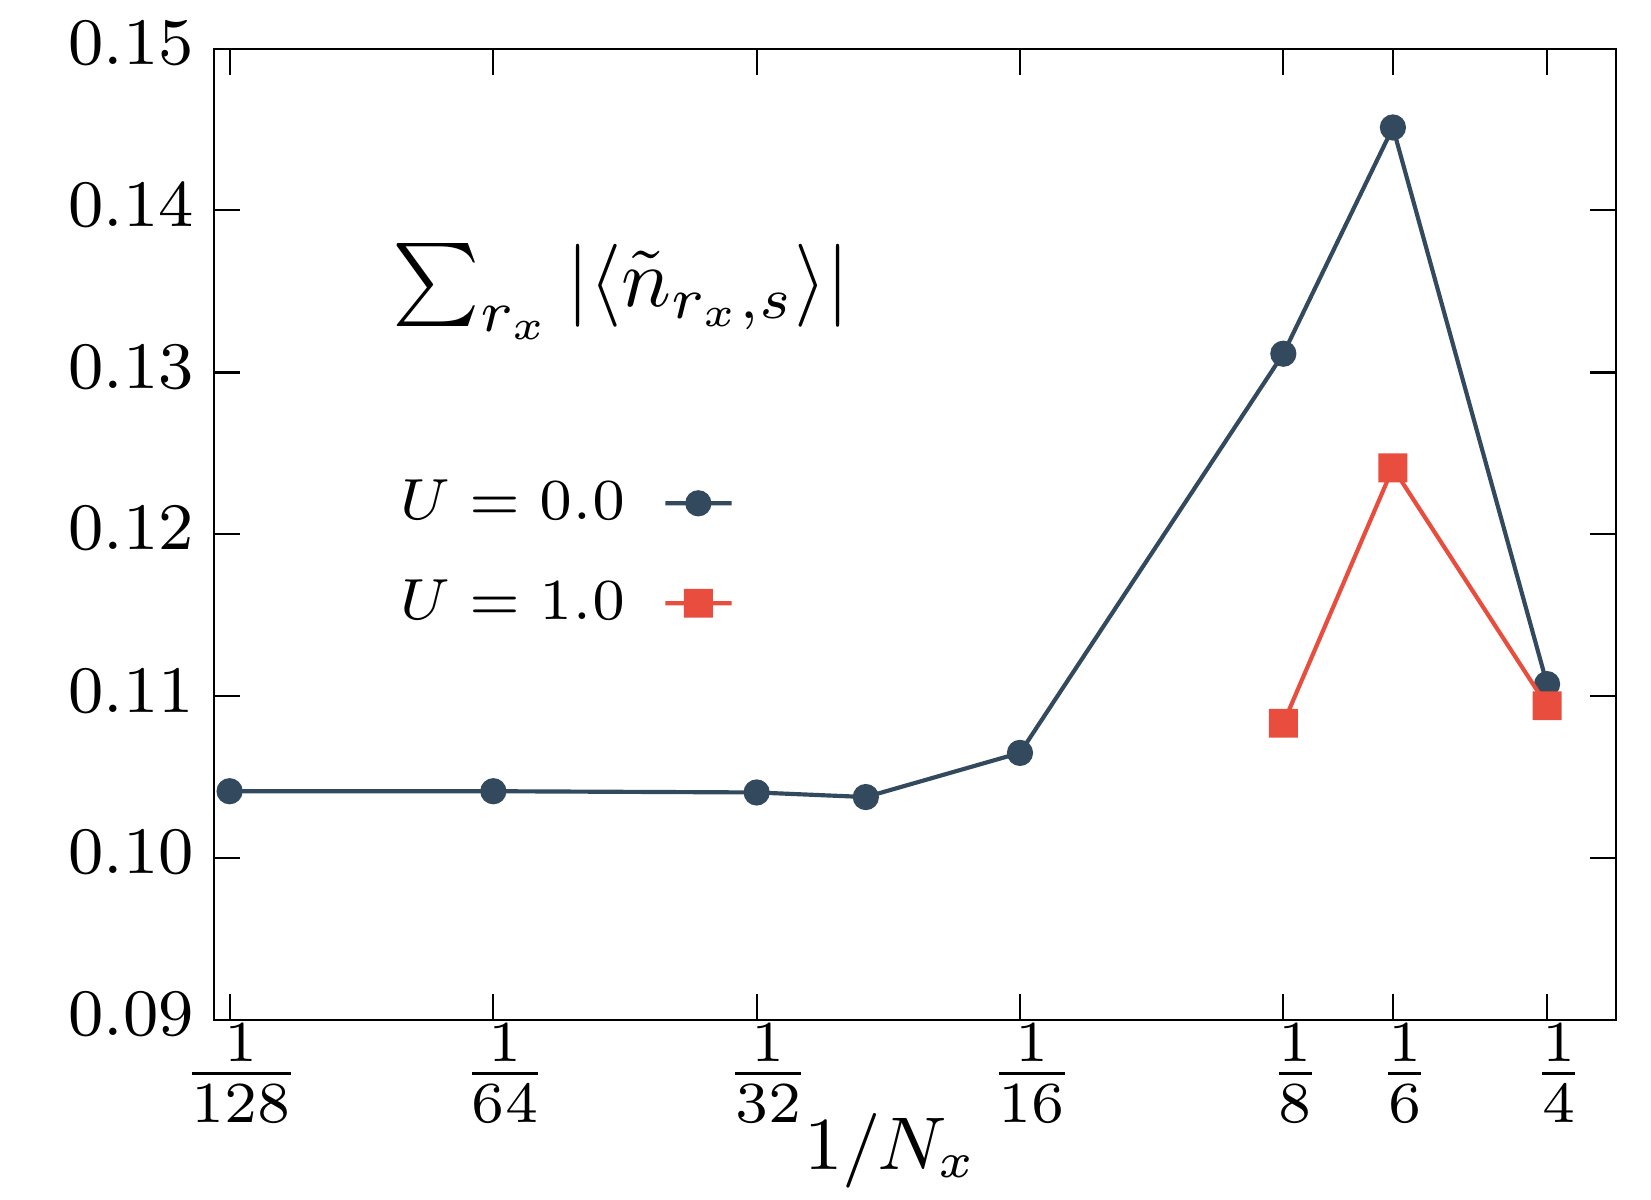 0.15
0.14
∑_{r_x} |⟨ñ_{r_x,s}⟩|
0.13
U = 0.0
0.12
U = 1.0
0.11
0.10
0.09
1/128 1/64 1/32 1/16 1/8 1/6 1/4
1/N_x